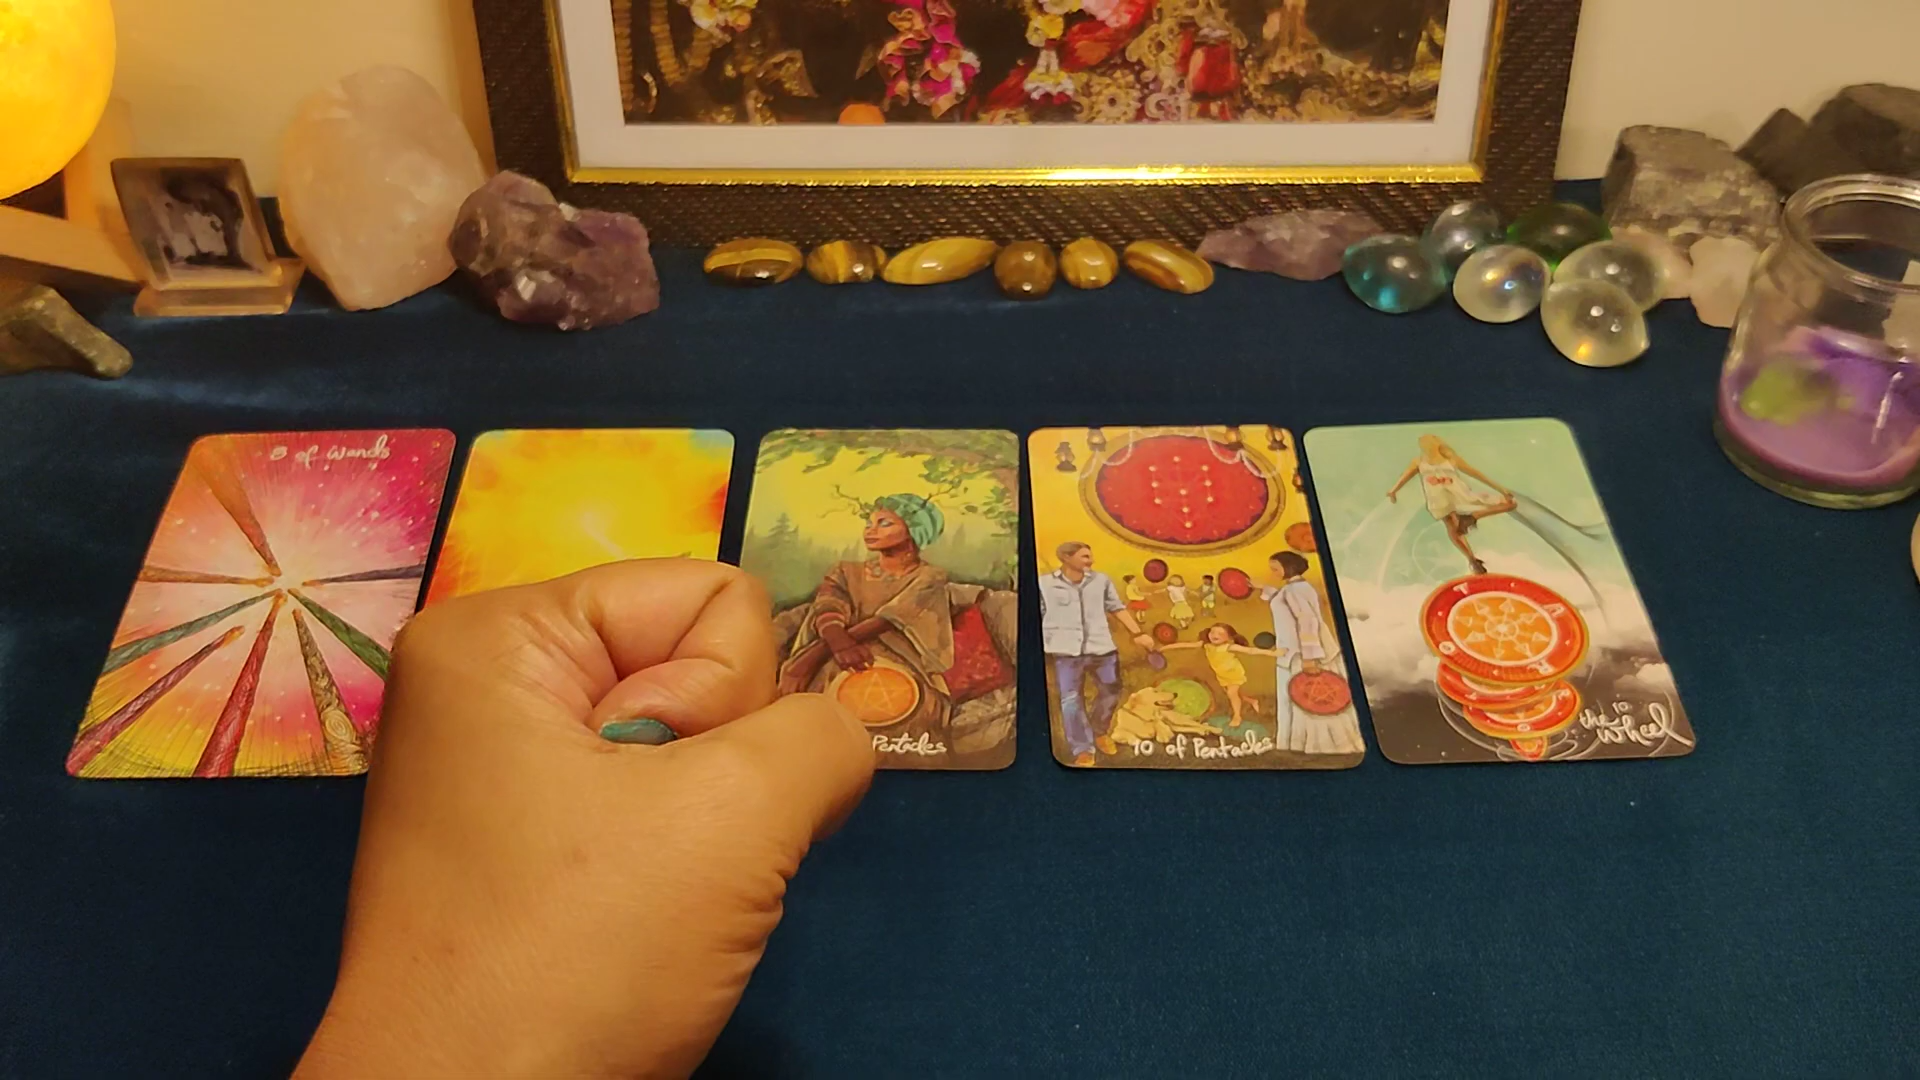 8 of Wands
Pentacles
10 of Pentacles
T
A
R
O
10
the
Wheel